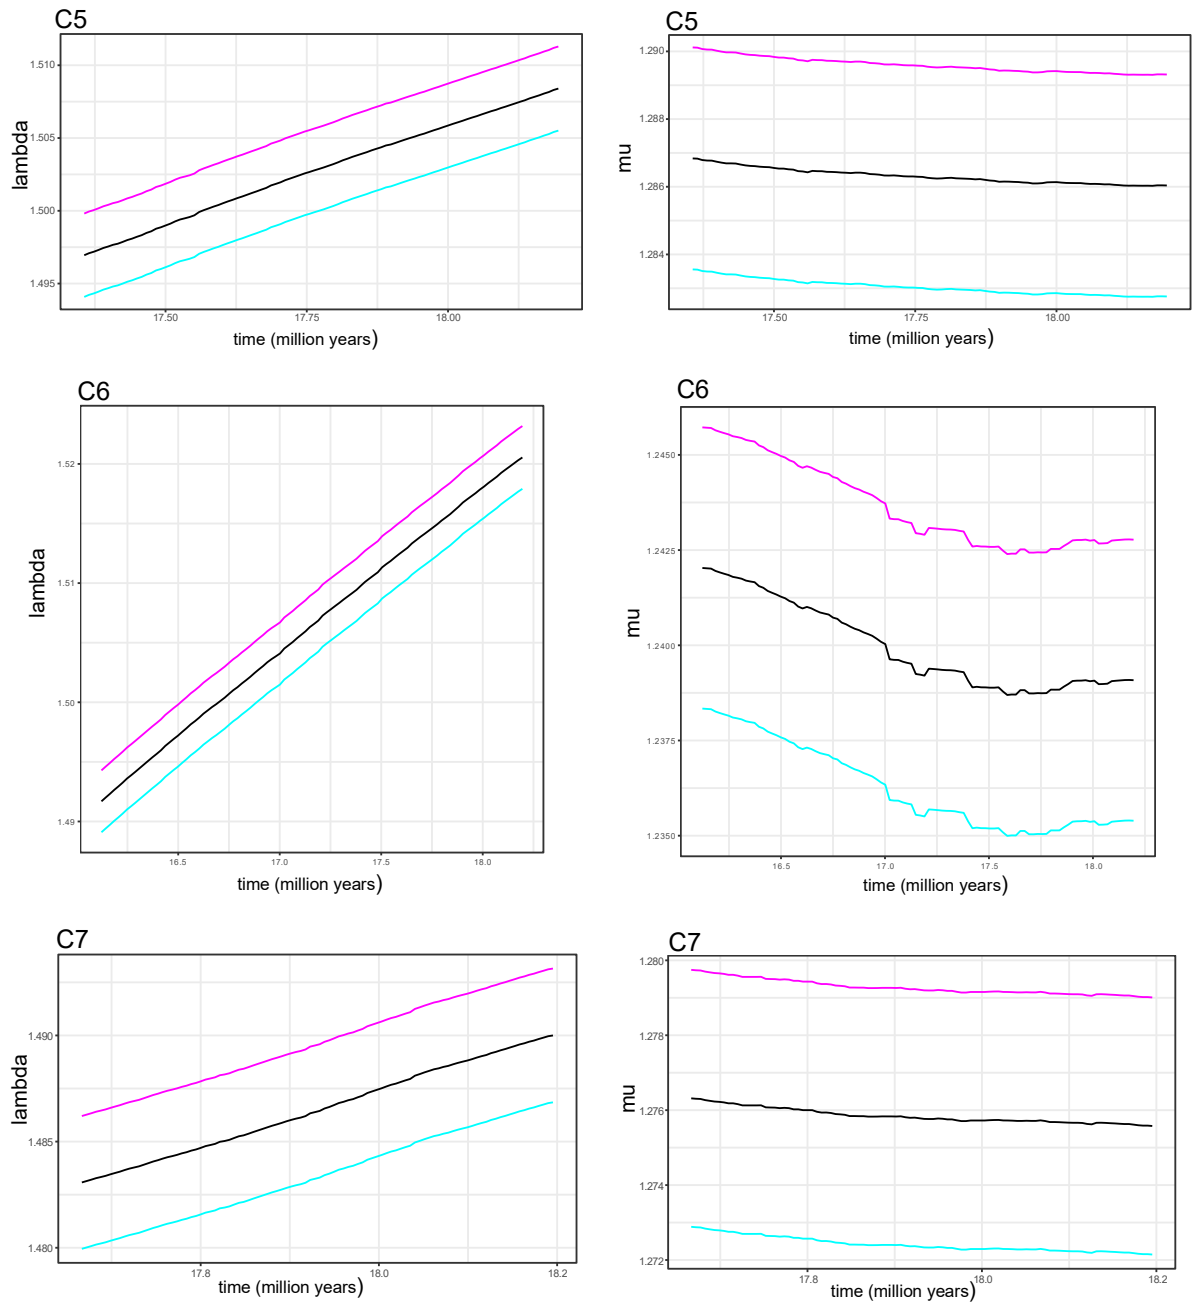 C5
lambda
1.510
1.505
1.500
1.495
17.50 17.75 18.00
time (million years)
C5
mu
1.290
1.288
1.286
1.284
17.50 17.75 18.00
time (million years)
C6
lambda
1.52
1.51
1.50
1.49
16.5 17.0 17.5 18.0
time (million years)
C6
mu
1.2450
1.2425
1.2400
1.2375
1.2350
16.5 17.0 17.5 18.0
time (million years)
C7
lambda
1.490
1.485
1.480
17.8 18.0 18.2
time (million years)
C7
mu
1.280
1.278
1.276
1.274
1.272
17.8 18.0 18.2
time (million years)